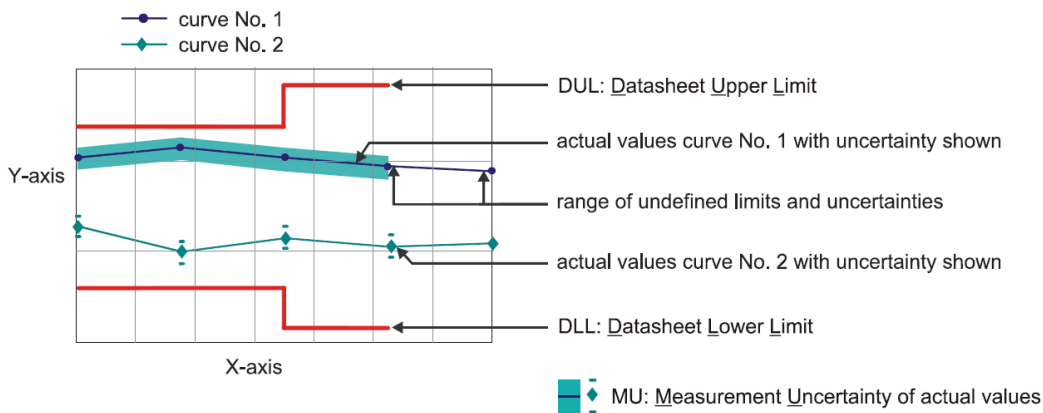 curve No. 1
curve No. 2
DUL: Datasheet Upper Limit
actual values curve No. 1 with uncertainty shown
Y-axis
range of undefined limits and uncertainties
actual values curve No. 2 with uncertainty shown
DLL: Datasheet Lower Limit
X-axis
MU: Measurement Uncertainty of actual values